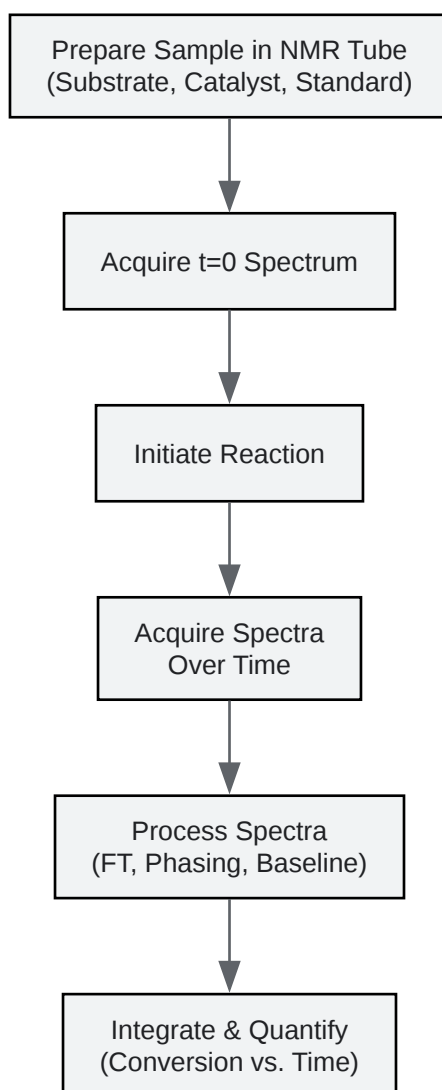 Prepare Sample in NMR Tube
(Substrate, Catalyst, Standard)
Acquire t=0 Spectrum
Initiate Reaction
Acquire Spectra
Over Time
Process Spectra
(FT, Phasing, Baseline)
Integrate & Quantify
(Conversion vs. Time)